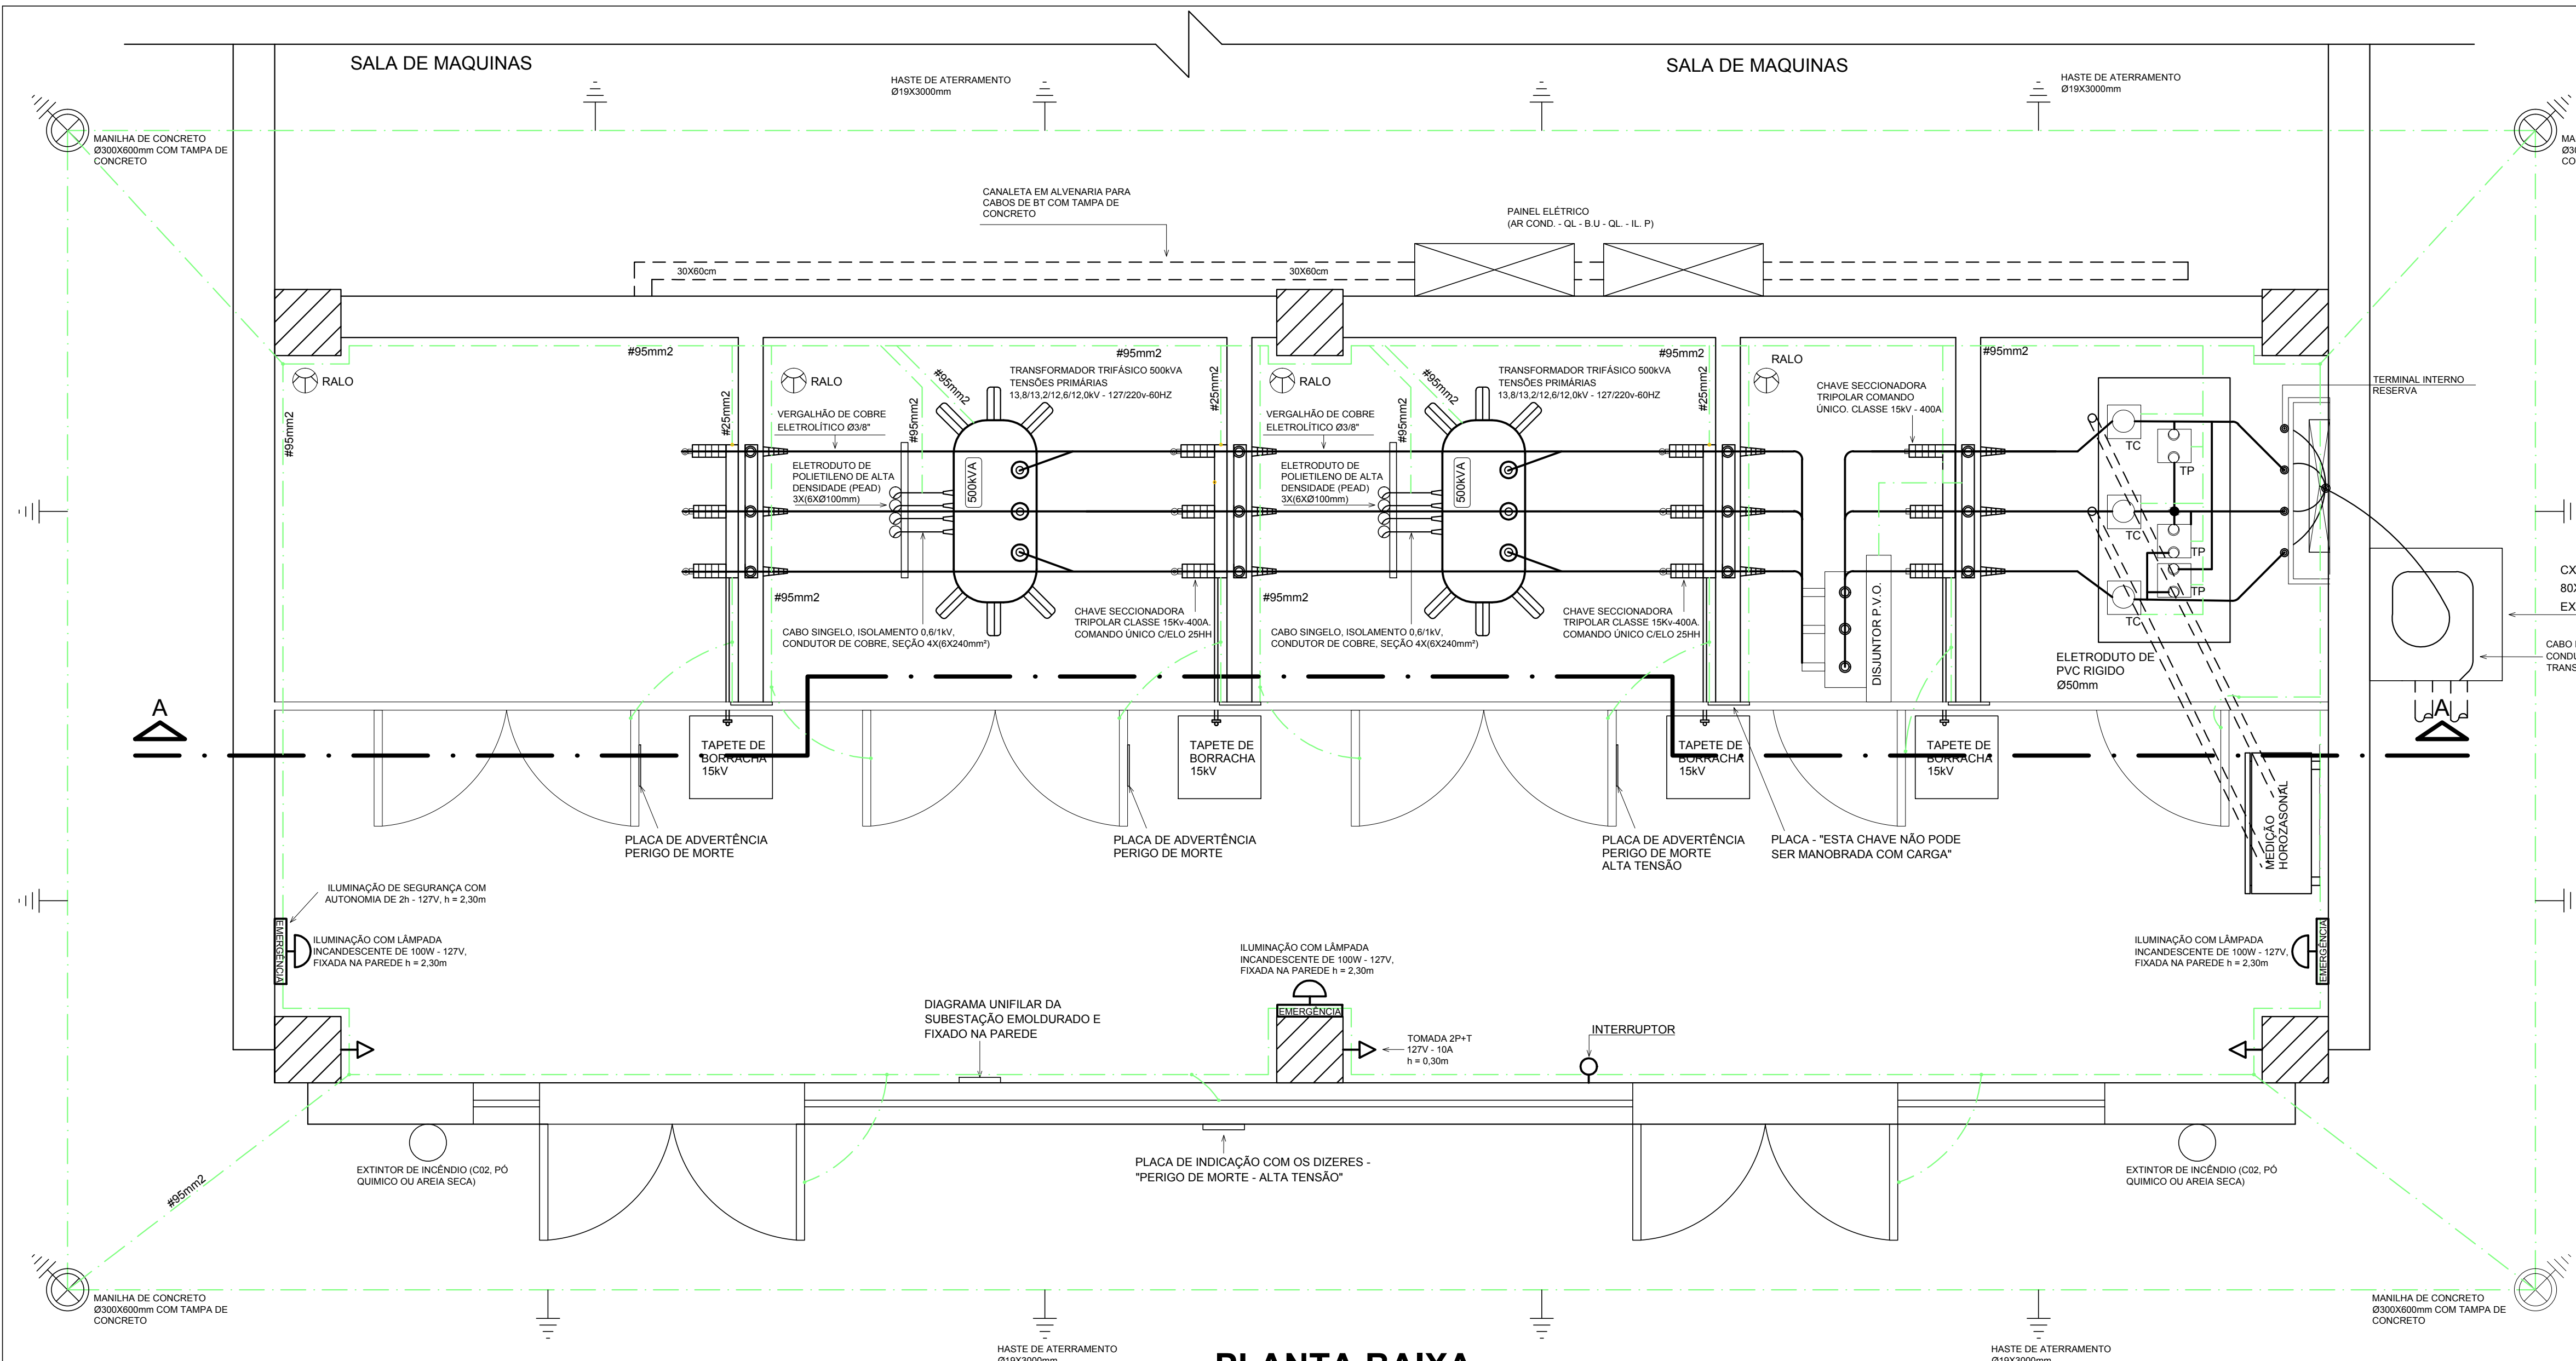 SALA DE MAQUINAS
SALA DE MAQUINAS
HASTE DE ATERRAMENTO
Ø19X3000mm
HASTE DE ATERRAMENTO
Ø19X3000mm
MANILHA DE CONCRETO
Ø300X600mm COM TAMPA DE
CONCRETO
MA
Ø30
CO
CANALETA EM ALVENARIA PARA
CABOS DE BT COM TAMPA DE
CONCRETO
PAINEL ELÉTRICO
(AR COND. - QL - B.U - QL. - IL. P)
30X60cm
30X60cm
#95mm2
#95mm2
#95mm2
#95mm2
RALO
RALO
RALO
RALO
#95mm2
#25mm2
#95mm2
#95mm2
#25mm2
#95mm2
#95mm2
#25mm2
TRANSFORMADOR TRIFÁSICO 500kVA
TENSÕES PRIMÁRIAS
13,8/13,2/12,6/12,0kV - 127/220v-60HZ
TRANSFORMADOR TRIFÁSICO 500kVA
TENSÕES PRIMÁRIAS
13,8/13,2/12,6/12,0kV - 127/220v-60HZ
CHAVE SECCIONADORA
TRIPOLAR COMANDO
ÚNICO. CLASSE 15kV - 400A
TERMINAL INTERNO
RESERVA
VERGALHÃO DE COBRE
ELETROLÍTICO Ø3/8"
VERGALHÃO DE COBRE
ELETROLÍTICO Ø3/8"
ELETRODUTO DE
POLIETILENO DE ALTA
DENSIDADE (PEAD)
3X(6XØ100mm)
500kVA
ELETRODUTO DE
POLIETILENO DE ALTA
DENSIDADE (PEAD)
3X(6XØ100mm)
500kVA
TC
TP
TC
TP
TP
TC
#95mm2
#95mm2
CHAVE SECCIONADORA
TRIPOLAR CLASSE 15Kv-400A.
COMANDO ÚNICO C/ELO 25HH
CHAVE SECCIONADORA
TRIPOLAR CLASSE 15Kv-400A.
COMANDO ÚNICO C/ELO 25HH
CABO SINGELO, ISOLAMENTO 0,6/1kV,
CONDUTOR DE COBRE, SEÇÃO 4X(6X240mm²)
CABO SINGELO, ISOLAMENTO 0,6/1kV,
CONDUTOR DE COBRE, SEÇÃO 4X(6X240mm²)
DISJUNTOR P.V.O.
ELETRODUTO DE
PVC RIGIDO
Ø50mm
CX
80X
EX
CABO
CONDU
TRANS
A
A
TAPETE DE
BORRACHA
15kV
TAPETE DE
BORRACHA
15kV
TAPETE DE
BORRACHA
15kV
TAPETE DE
BORRACHA
15kV
MEDIÇÃO
HOROZASONAL
PLACA DE ADVERTÊNCIA
PERIGO DE MORTE
PLACA DE ADVERTÊNCIA
PERIGO DE MORTE
PLACA DE ADVERTÊNCIA
PERIGO DE MORTE
ALTA TENSÃO
PLACA - "ESTA CHAVE NÃO PODE
SER MANOBRADA COM CARGA"
ILUMINAÇÃO DE SEGURANÇA COM
AUTONOMIA DE 2h - 127V, h = 2,30m
EMERGÊNCIA
ILUMINAÇÃO COM LÂMPADA
INCANDESCENTE DE 100W - 127V,
FIXADA NA PAREDE h = 2,30m
ILUMINAÇÃO COM LÂMPADA
INCANDESCENTE DE 100W - 127V,
FIXADA NA PAREDE h = 2,30m
EMERGÊNCIA
ILUMINAÇÃO COM LÂMPADA
INCANDESCENTE DE 100W - 127V,
FIXADA NA PAREDE h = 2,30m
EMERGÊNCIA
DIAGRAMA UNIFILAR DA
SUBESTAÇÃO EMOLDURADO E
FIXADO NA PAREDE
TOMADA 2P+T
127V - 10A
h = 0,30m
INTERRUPTOR
EXTINTOR DE INCÊNDIO (C02, PÓ
QUIMICO OU AREIA SECA)
PLACA DE INDICAÇÃO COM OS DIZERES -
"PERIGO DE MORTE - ALTA TENSÃO"
EXTINTOR DE INCÊNDIO (C02, PÓ
QUIMICO OU AREIA SECA)
#95mm2
MANILHA DE CONCRETO
Ø300X600mm COM TAMPA DE
CONCRETO
MANILHA DE CONCRETO
Ø300X600mm COM TAMPA DE
CONCRETO
HASTE DE ATERRAMENTO
Ø19X3000mm
PLANTA BAIXA
HASTE DE ATERRAMENTO
Ø19X3000mm